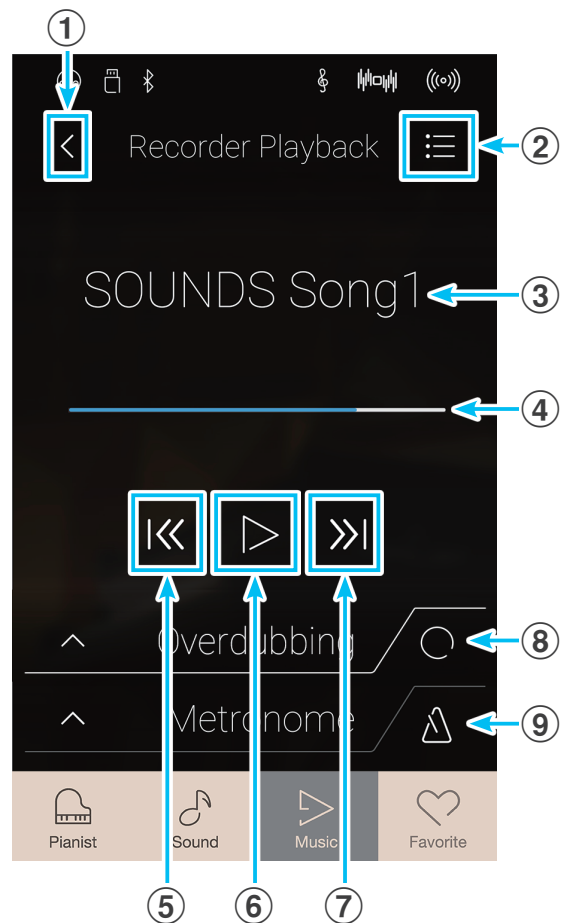 ①
Recorder Playback
②
SOUNDS Song1
③
④
Overdubbing
⑧
Metronome
⑨
Pianist Sound Music Favorite
⑤ ⑥ ⑦